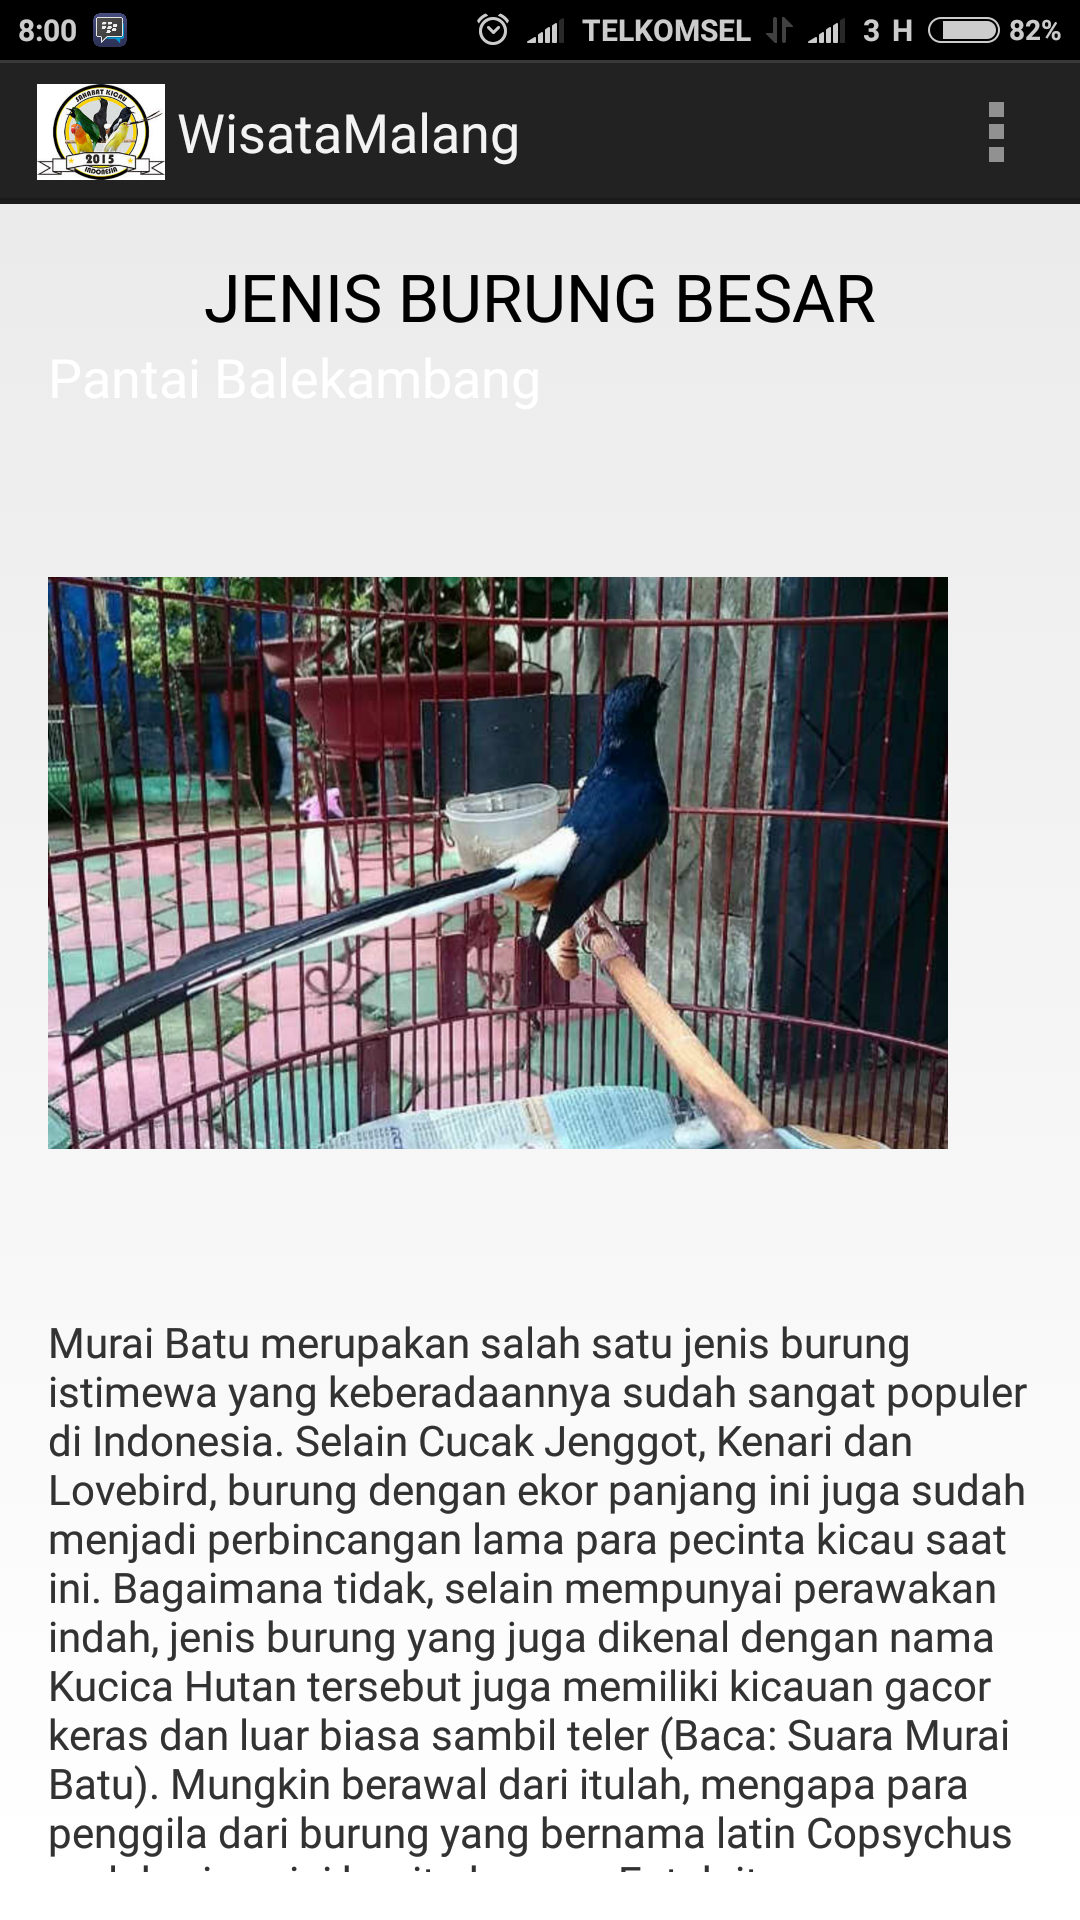 8:00 TELKOMSEL 3 H 82%
SAHABAT KICAU
2015
INDONESIA
WisataMalang
JENIS BURUNG BESAR
Pantai Balekambang
Murai Batu merupakan salah satu jenis burung
istimewa yang keberadaannya sudah sangat populer
di Indonesia. Selain Cucak Jenggot, Kenari dan
Lovebird, burung dengan ekor panjang ini juga sudah
menjadi perbincangan lama para pecinta kicau saat
ini. Bagaimana tidak, selain mempunyai perawakan
indah, jenis burung yang juga dikenal dengan nama
Kucica Hutan tersebut juga memiliki kicauan gacor
keras dan luar biasa sambil teler (Baca: Suara Murai
Batu). Mungkin berawal dari itulah, mengapa para
penggila dari burung yang bernama latin Copsychus